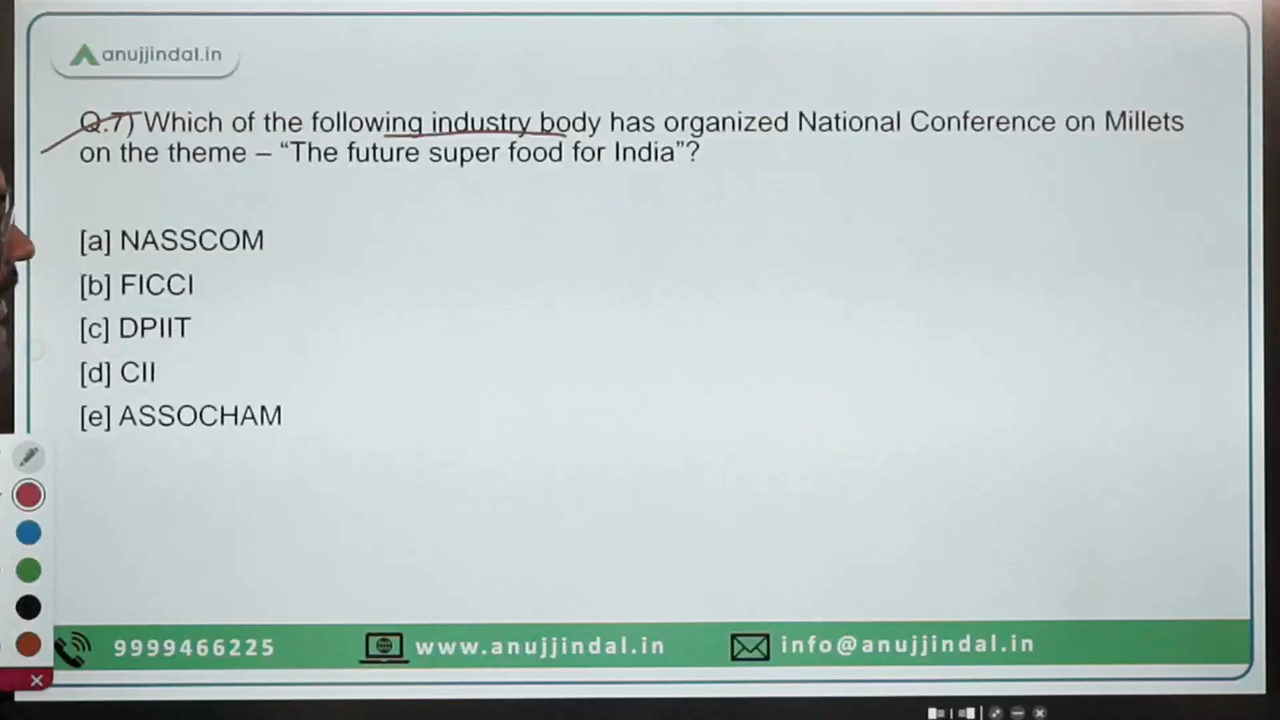 anujjindal.in
Q.7) Which of the following industry body has organized National Conference on Millets
on the theme – “The future super food for India”?
[a] NASSCOM
[b] FICCI
[c] DPIIT
[d] CII
[e] ASSOCHAM
9999466225 www.anujjindal.in info@anujjindal.in